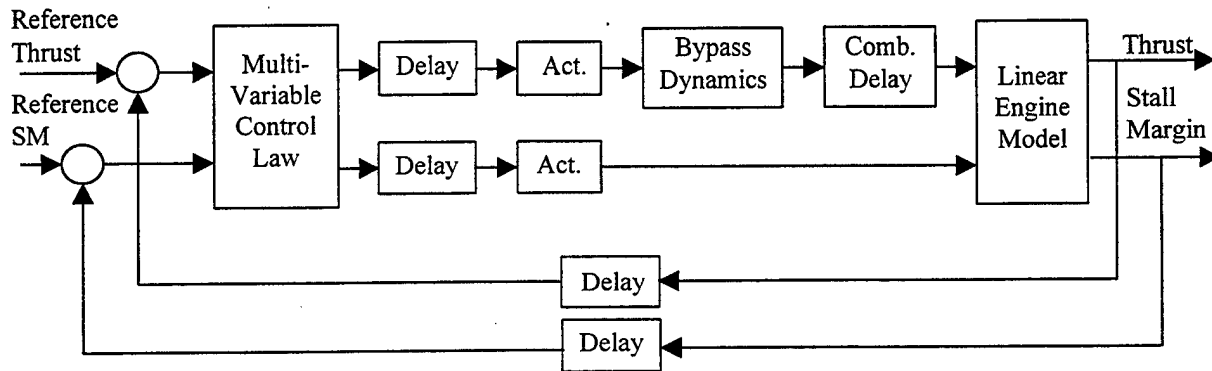 Reference
Thrust
Reference
SM
Multi-
Variable
Control
Law
Delay
Act.
Bypass
Dynamics
Comb.
Delay
Linear
Engine
Model
Thrust
Stall
Margin
Delay
Act.
Delay
Delay